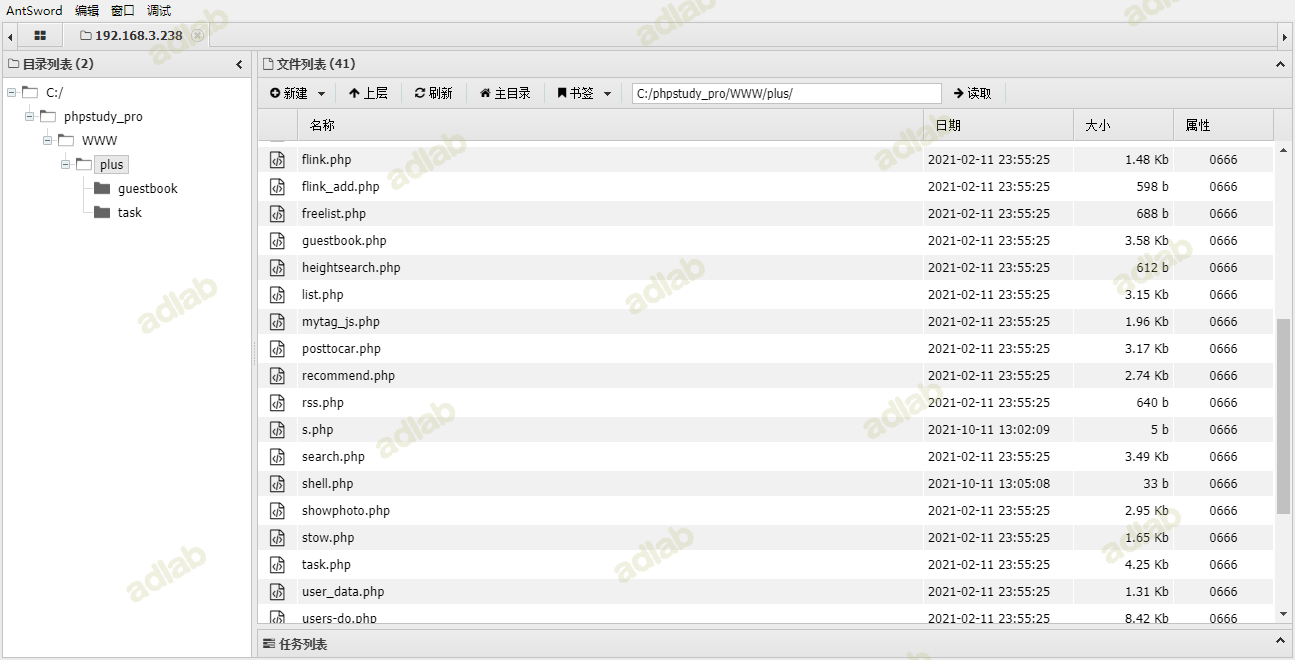 AntSword 编辑 窗口 调试
192.168.3.238
目录列表 (2)
C:/
phpstudy_pro
WWW
plus
guestbook
task
文件列表 (41)
新建 上层 刷新 主目录 书签 C:/phpstudy_pro/WWW/plus/ 读取
名称 日期 大小 属性
flink.php 2021-02-11 23:55:25 1.48 Kb 0666
flink_add.php 2021-02-11 23:55:25 598 b 0666
freelist.php 2021-02-11 23:55:25 688 b 0666
guestbook.php 2021-02-11 23:55:25 3.58 Kb 0666
heightsearch.php 2021-02-11 23:55:25 612 b 0666
list.php 2021-02-11 23:55:25 3.15 Kb 0666
mytag_js.php 2021-02-11 23:55:25 1.96 Kb 0666
posttocar.php 2021-02-11 23:55:25 3.17 Kb 0666
recommend.php 2021-02-11 23:55:25 2.74 Kb 0666
rss.php 2021-02-11 23:55:25 640 b 0666
s.php 2021-10-11 13:02:09 5 b 0666
search.php 2021-02-11 23:55:25 3.49 Kb 0666
shell.php 2021-10-11 13:05:08 33 b 0666
showphoto.php 2021-02-11 23:55:25 2.95 Kb 0666
stow.php 2021-02-11 23:55:25 1.65 Kb 0666
task.php 2021-02-11 23:55:25 4.25 Kb 0666
user_data.php 2021-02-11 23:55:25 1.31 Kb 0666
users-do.php 2021-02-11 23:55:25 8.42 Kb 0666
任务列表
adlab
adlab
adlab
adlab
adlab
adlab
adlab
adlab
adlab
adlab
adlab
adlab
adlab